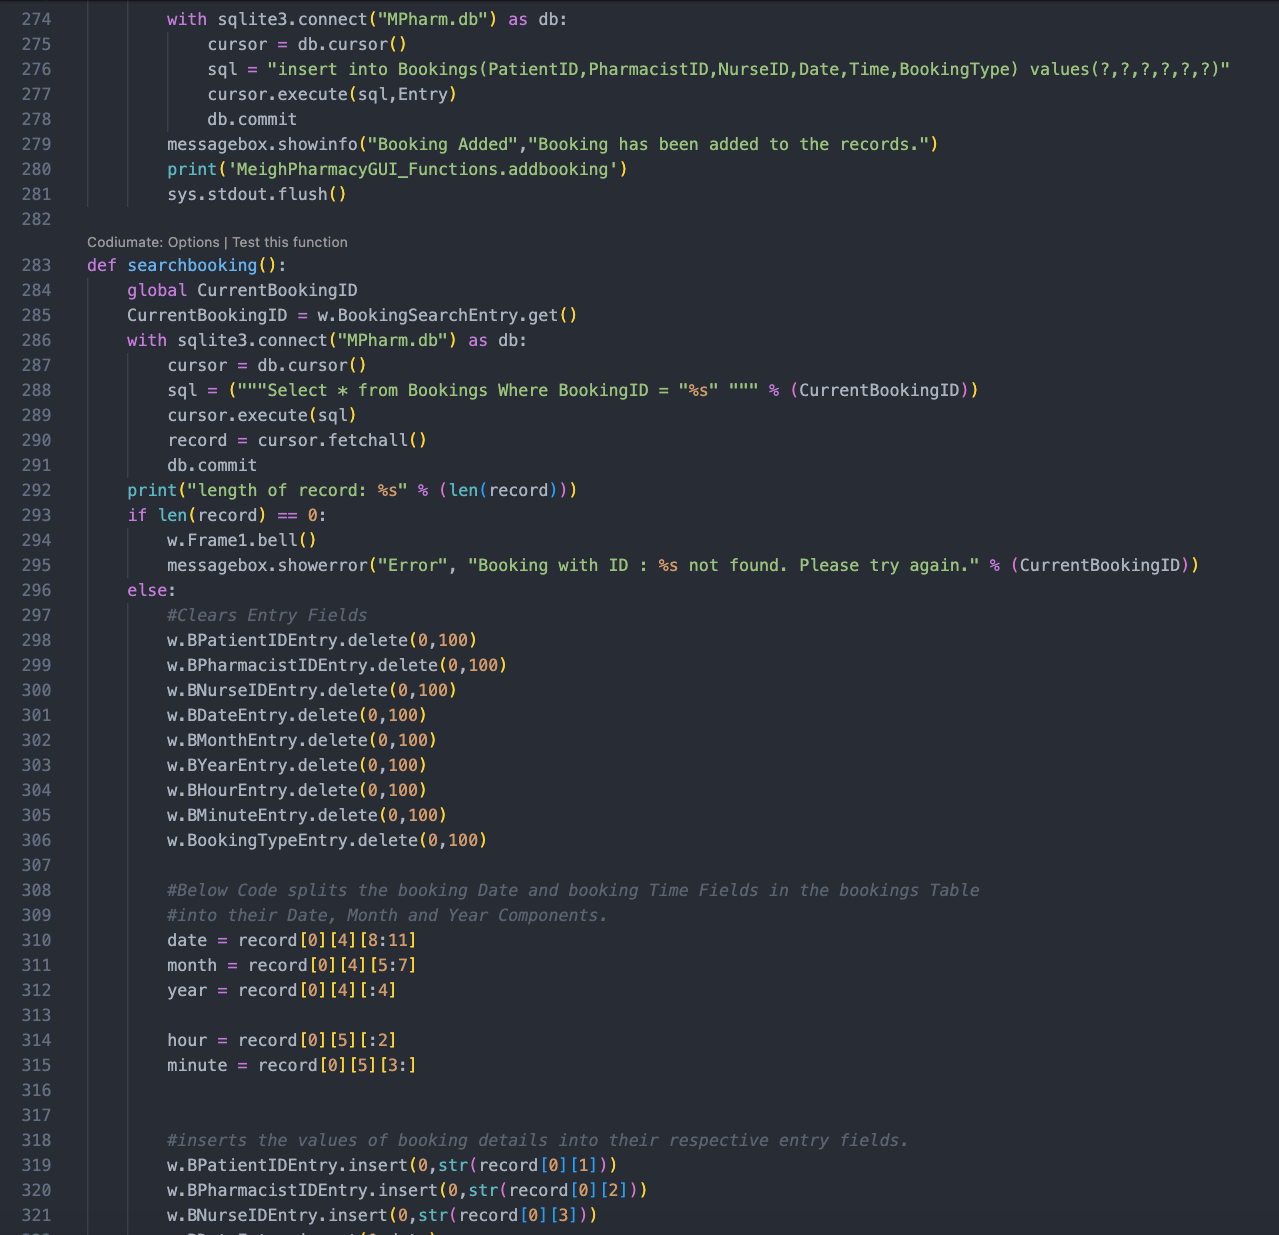 274 with sqlite3.connect("MPharm.db") as db:
275 cursor = db.cursor()
276 sql = "insert into Bookings(PatientID,PharmacistID,NurseID,Date,Time,BookingType) values(?,?,?,?,?,?)"
277 cursor.execute(sql,Entry)
278 db.commit
279 messagebox.showinfo("Booking Added","Booking has been added to the records.")
280 print('MeighPharmacyGUI_Functions.addbooking')
281 sys.stdout.flush()
282
Codiumate: Options | Test this function
283 def searchbooking():
284 global CurrentBookingID
285 CurrentBookingID = w.BookingSearchEntry.get()
286 with sqlite3.connect("MPharm.db") as db:
287 cursor = db.cursor()
288 sql = ("""Select * from Bookings Where BookingID = "%s" """ % (CurrentBookingID))
289 cursor.execute(sql)
290 record = cursor.fetchall()
291 db.commit
292 print("length of record: %s" % (len(record)))
293 if len(record) == 0:
294 w.Frame1.bell()
295 messagebox.showerror("Error", "Booking with ID : %s not found. Please try again." % (CurrentBookingID))
296 else:
297 #Clears Entry Fields
298 w.BPatientIDEntry.delete(0,100)
299 w.BPharmacistIDEntry.delete(0,100)
300 w.BNurseIDEntry.delete(0,100)
301 w.BDateEntry.delete(0,100)
302 w.BMonthEntry.delete(0,100)
303 w.BYearEntry.delete(0,100)
304 w.BHourEntry.delete(0,100)
305 w.BMinuteEntry.delete(0,100)
306 w.BookingTypeEntry.delete(0,100)
307
308 #Below Code splits the booking Date and booking Time Fields in the bookings Table
309 #into their Date, Month and Year Components.
310 date = record[0][4][8:11]
311 month = record[0][4][5:7]
312 year = record[0][4][:4]
313
314 hour = record[0][5][:2]
315 minute = record[0][5][3:]
316
317
318 #inserts the values of booking details into their respective entry fields.
319 w.BPatientIDEntry.insert(0,str(record[0][1]))
320 w.BPharmacistIDEntry.insert(0,str(record[0][2]))
321 w.BNurseIDEntry.insert(0,str(record[0][3]))